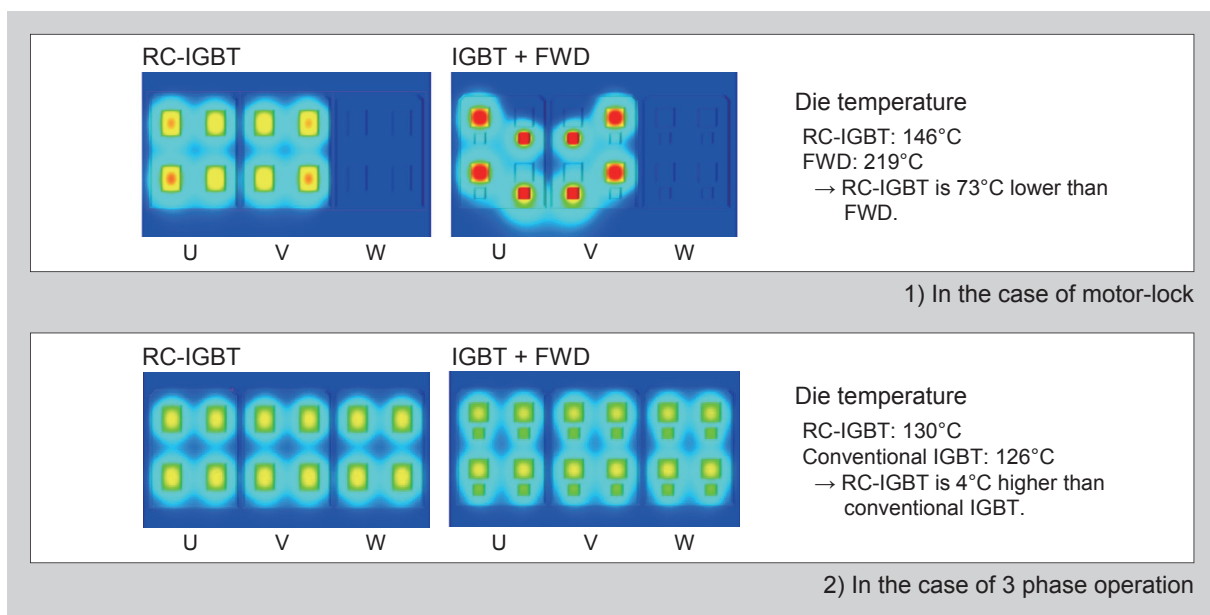 RC-IGBT
IGBT + FWD
Die temperature
RC-IGBT: 146°C
FWD: 219°C
→ RC-IGBT is 73°C lower than
FWD.
U V W
U V W
1) In the case of motor-lock
RC-IGBT
IGBT + FWD
Die temperature
RC-IGBT: 130°C
Conventional IGBT: 126°C
→ RC-IGBT is 4°C higher than
conventional IGBT.
U V W
U V W
2) In the case of 3 phase operation